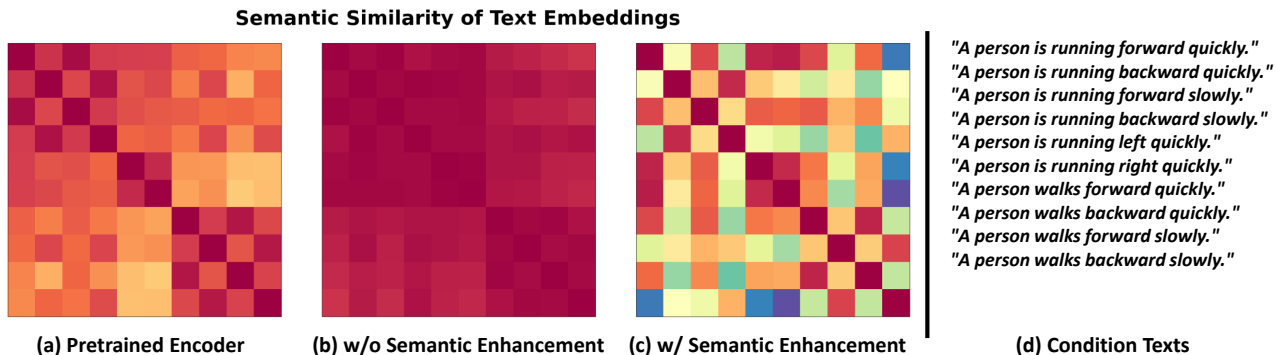 Semantic Similarity of Text Embeddings
"A person is running forward quickly."
"A person is running backward quickly."
"A person is running forward slowly."
"A person is running backward slowly."
"A person is running left quickly."
"A person is running right quickly."
"A person walks forward quickly."
"A person walks backward quickly."
"A person walks forward slowly."
"A person walks backward slowly."
(a) Pretrained Encoder
(b) w/o Semantic Enhancement
(c) w/ Semantic Enhancement
(d) Condition Texts